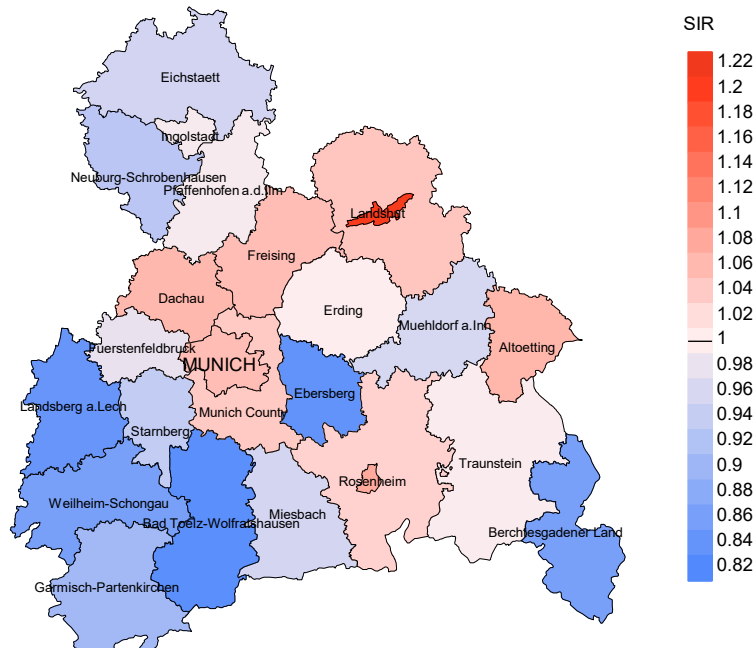 SIR
Eichstaett
Ingolstadt
Neuburg-Schrobenhausen
Pfaffenhofen a.d.Ilm
Landshut
Freising
Dachau
Erding
Muehldorf a.Inn
Altoetting
Fuerstenfeldbruck
MUNICH
Landsberg a.Lech
Ebersberg
Munich County
Starnberg
Traunstein
Rosenheim
Weilheim-Schongau
Miesbach
Bad Toelz-Wolfratshausen
Berchtesgadener Land
Garmisch-Partenkirchen
1.22
1.2
1.18
1.16
1.14
1.12
1.1
1.08
1.06
1.04
1.02
1
0.98
0.96
0.94
0.92
0.9
0.88
0.86
0.84
0.82